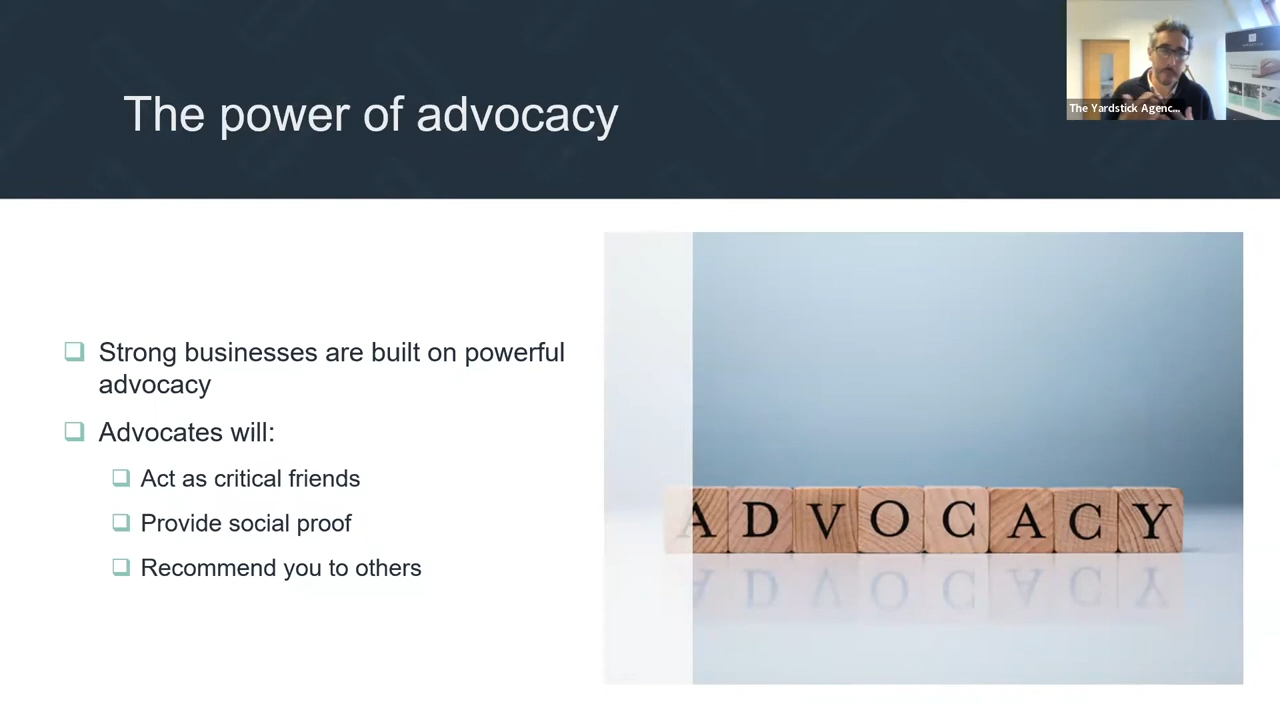 The power of advocacy
The Yardstick Agenc...
Strong businesses are built on powerful
advocacy
Advocates will:
Act as critical friends
Provide social proof
Recommend you to others
ADVOCACY